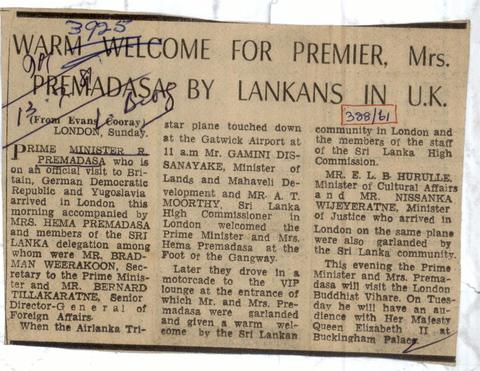 3925
WARM WELCOME FOR PREMIER, Mrs.
PREMADASA BY LANKANS IN U.K.
388/61
(From Evans Cooray)
LONDON, Sunday.
PRIME MINISTER R.
PREMADASA who is
on an official visit to Bri-
tain, German Democratic
Republic and Yugoslavia
arrived in London this
morning accompanied by
MRS. HEMA PREMADASA
and members of the SRI
LANKA delegation among
whom were MR. BRAD-
MAN WEERAKOON, Sec-
retary to the Prime Minis-
ter and MR. BERNARD
TILLAKARATNE, Senior
Director-General of
Foreign Affairs.
When the Airlanka Tri-
star plane touched down
at the Gatwick Airport at
11 a.m Mr. GAMINI DIS-
SANAYAKE, Minister of
Lands and Mahaveli De-
velopment and MR. A. T.
MOORTHY, Sri Lanka
High Commissioner in
London welcomed the
Prime Minister and Mrs.
Hema Premadasa at the
Foot of the Gangway.
Later they drove in a
motorcade to the VIP
lounge at the entrance of
which Mr. and Mrs. Pre-
madasa were garlanded
and given a warm wel-
come by the Sri Lankan
community in London and
the members of the staff
of the Sri Lanka High
Commission.
MR. E. L. B. HURULLE,
Minister of Cultural Affairs
and MR. NISSANKA
WIJEYERATNE, Minister
of Justice who arrived in
London on the same plane
were also garlanded by
the Sri Lanka community.
This evening the Prime
Minister and Mrs. Prema-
dasa will visit the London
Buddhist Vihare. On Tues-
day he will have an au-
dience with Her Majesty
Queen Elizabeth II at
Buckingham Palace.